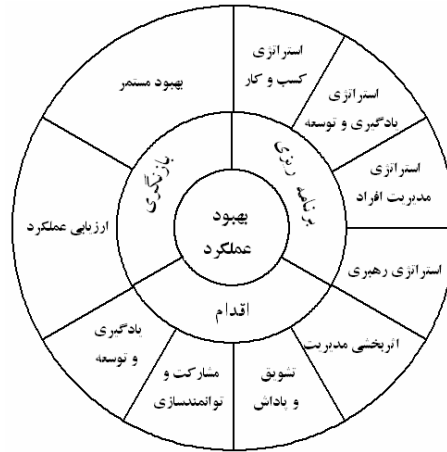 استراتژی
کسب و کار
استراتژی
یادگیری و توسعه
استراتژی
مدیریت افراد
استراتژی رهبری
اثربخشی مدیریت
تشویق
و پاداش
مشارکت و
توانمندسازی
یادگیری
و توسعه
ارزیابی عملکرد
بهبود مستمر
برنامه ریزی
اقدام
بازنگری
بهبود
عملکرد